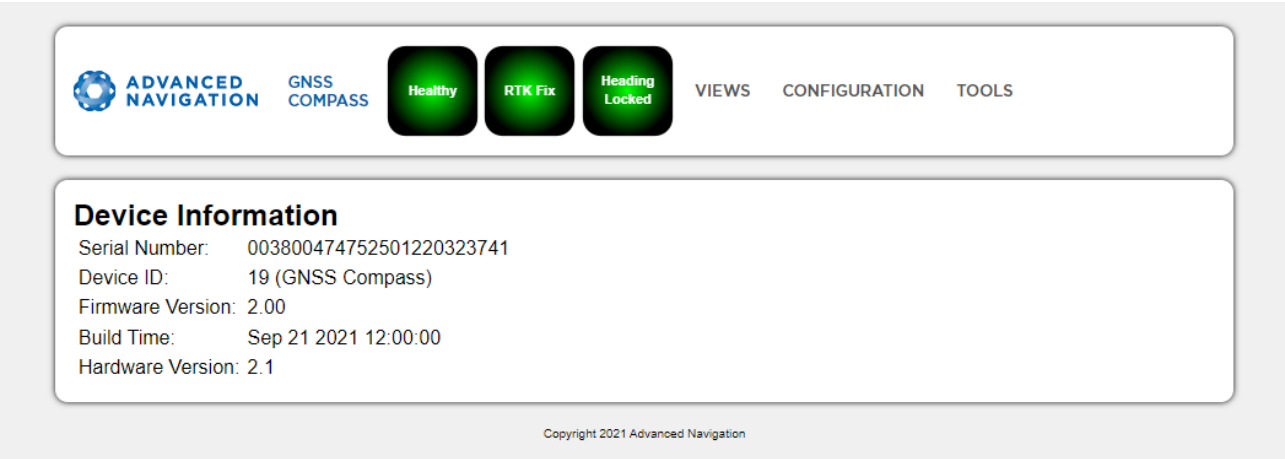 ADVANCED NAVIGATION
GNSS COMPASS
Healthy
RTK Fix
Heading Locked
VIEWS
CONFIGURATION
TOOLS
Device Information
Serial Number: 003800474752501220323741
Device ID: 19 (GNSS Compass)
Firmware Version: 2.00
Build Time: Sep 21 2021 12:00:00
Hardware Version: 2.1
Copyright 2021 Advanced Navigation